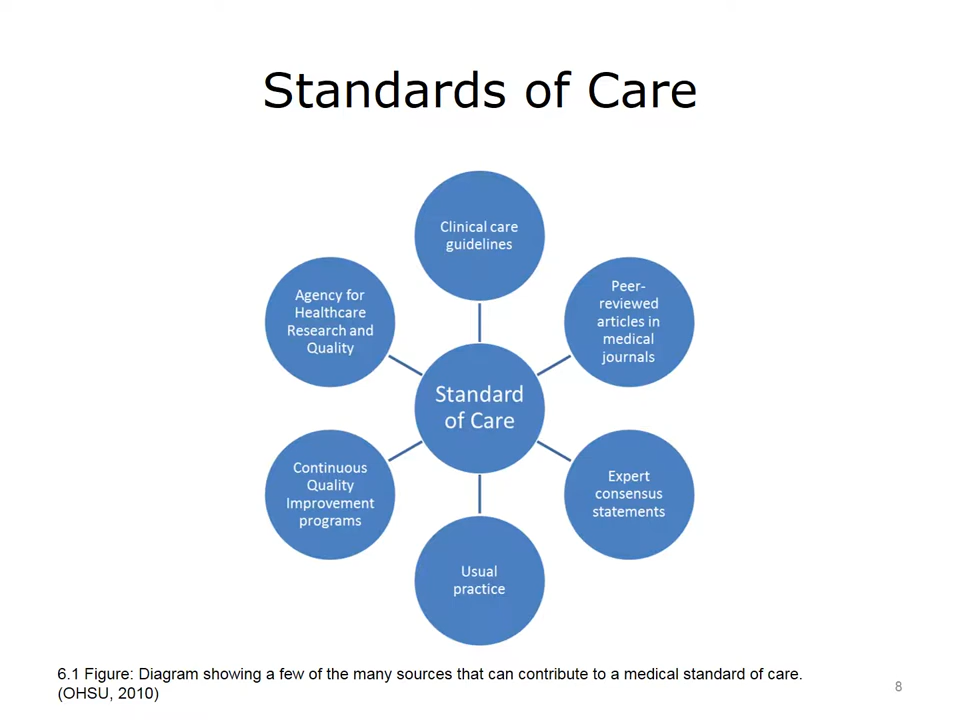 Standards of Care
Clinical care
guidelines
Peer-
reviewed
articles in
medical
journals
Expert
consensus
statements
Usual
practice
Continuous
Quality
Improvement
programs
Agency for
Healthcare
Research and
Quality
Standard
of Care
6.1 Figure: Diagram showing a few of the many sources that can contribute to a medical standard of care.
(OHSU, 2010)
8